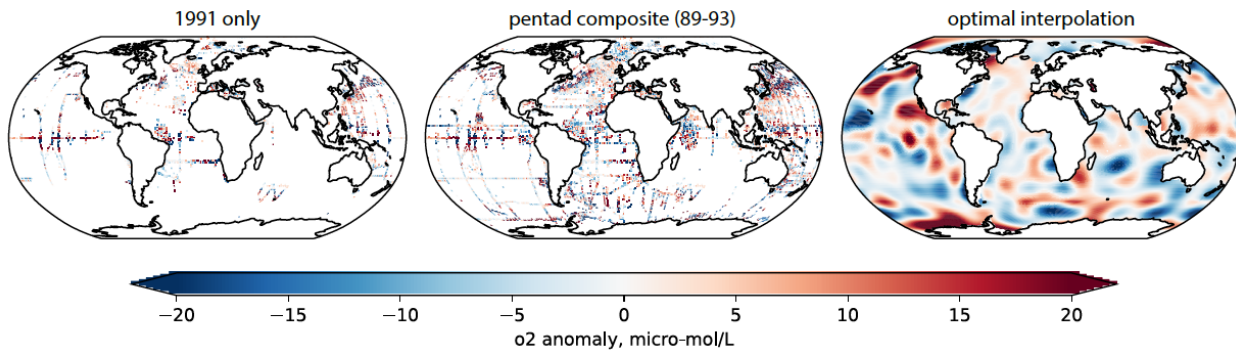 1991 only
pentad composite (89-93)
optimal interpolation
−20 −15 −10 −5 0 5 10 15 20
o2 anomaly, micro-mol/L